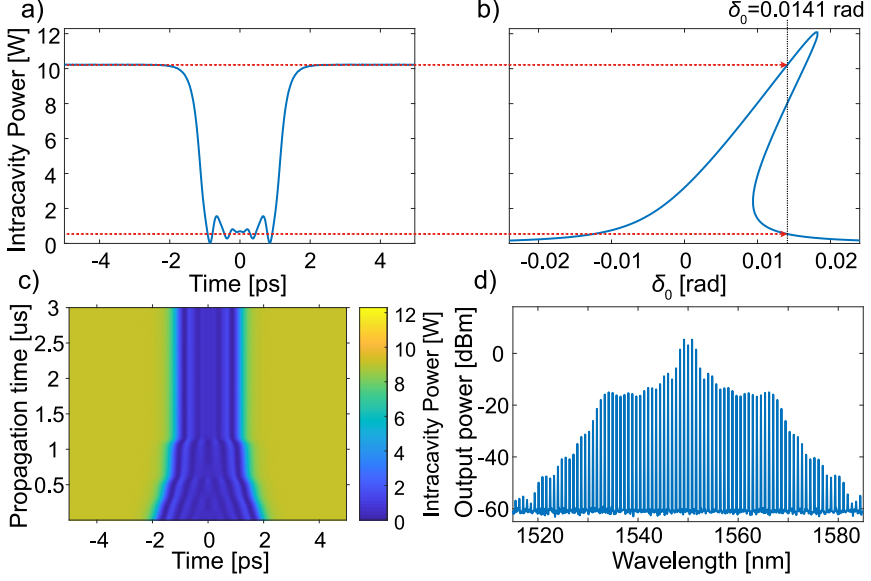 a)
b)
δ0=0.0141 rad
Intracavity Power [W]
12
10
8
6
4
2
0
-4 -2 0 2 4
Time [ps]
-0.02 -0.01 0 0.01 0.02
δ0 [rad]
c)
Propagation time [us]
3
2.5
2
1.5
1
0.5
-4 -2 0 2 4
Time [ps]
12
10
8
6
4
2
0
Intracavity Power [W]
d)
Output power [dBm]
0
-20
-40
-60
1520 1540 1560 1580
Wavelength [nm]